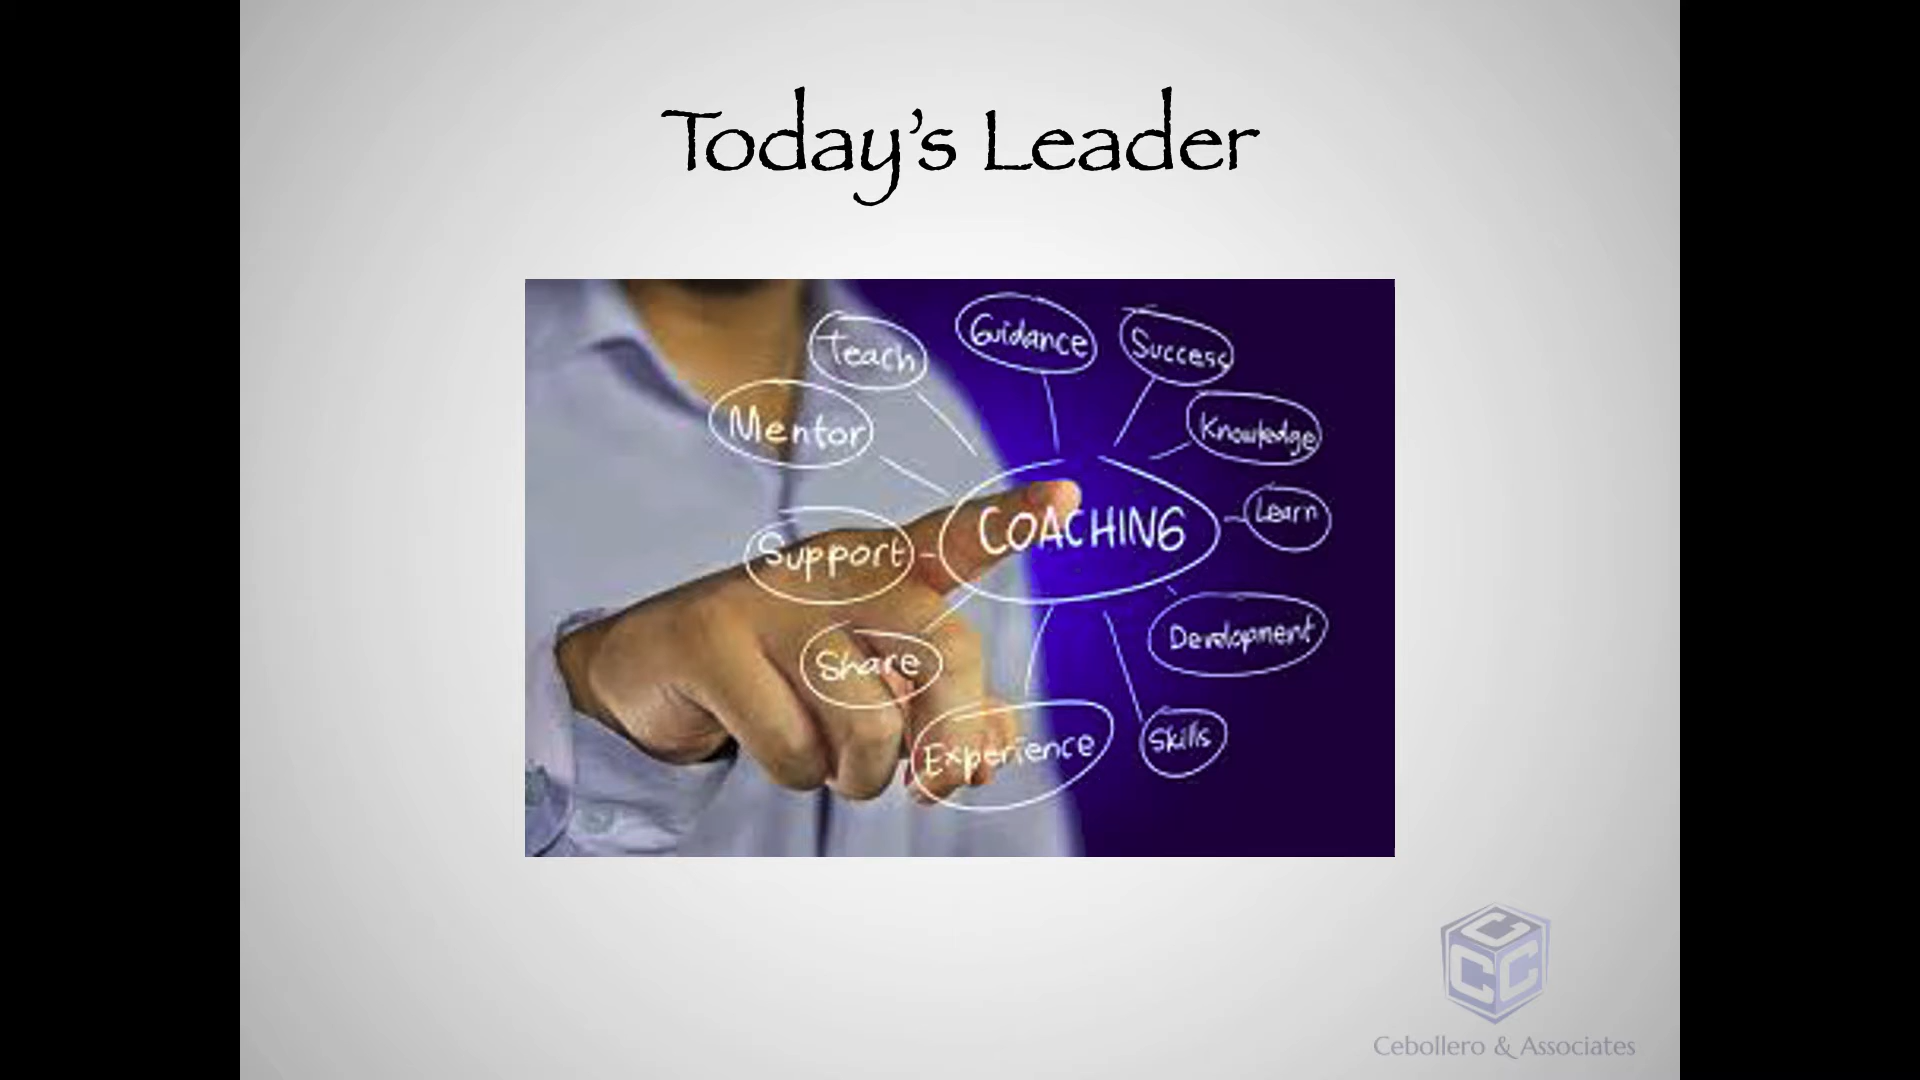 Today's Leader
Guidance
Success
Teach
Mentor
Knowledge
COACHING
Learn
Support
Development
Share
Experience
Skills
C
C C
Cebollero & Associates